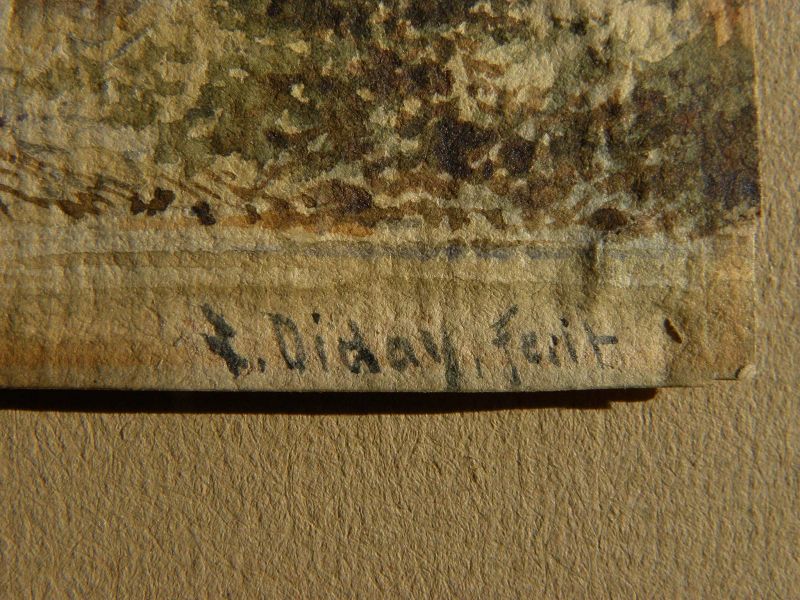 F. Diday, fecit